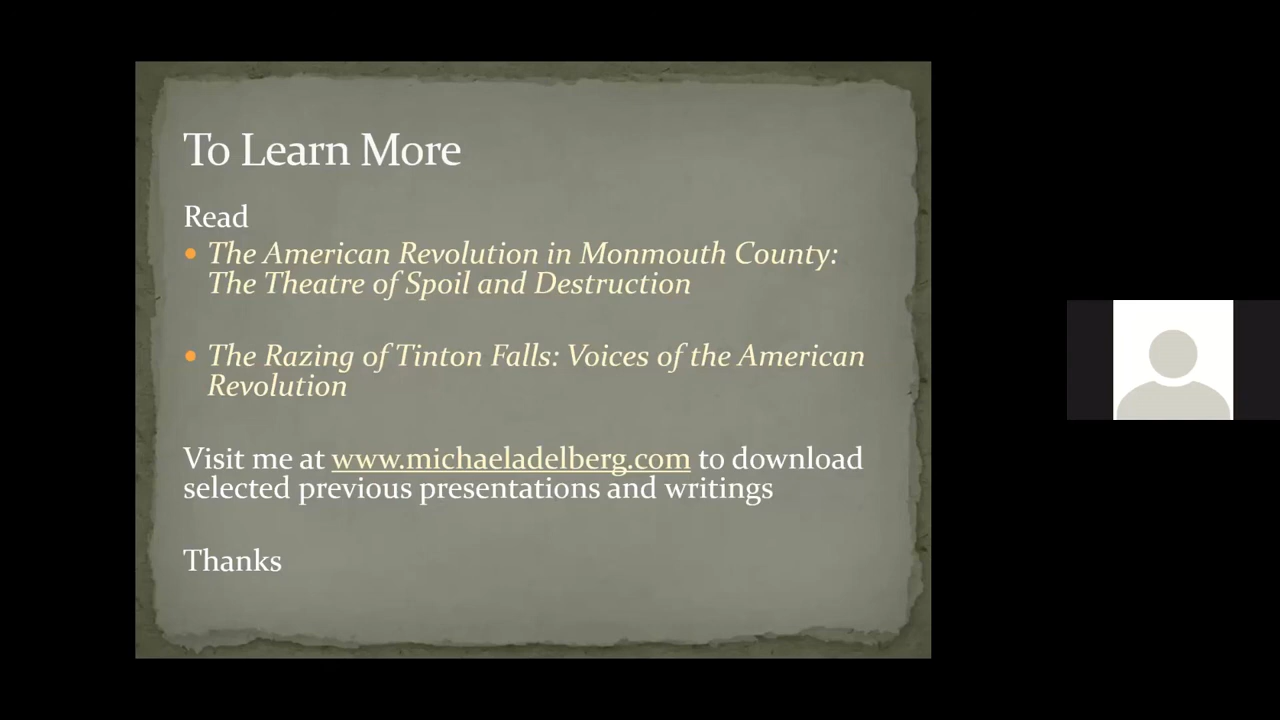 To Learn More
Read
• The American Revolution in Monmouth County:
The Theatre of Spoil and Destruction
• The Razing of Tinton Falls: Voices of the American
Revolution
Visit me at www.michaeladelberg.com to download
selected previous presentations and writings
Thanks